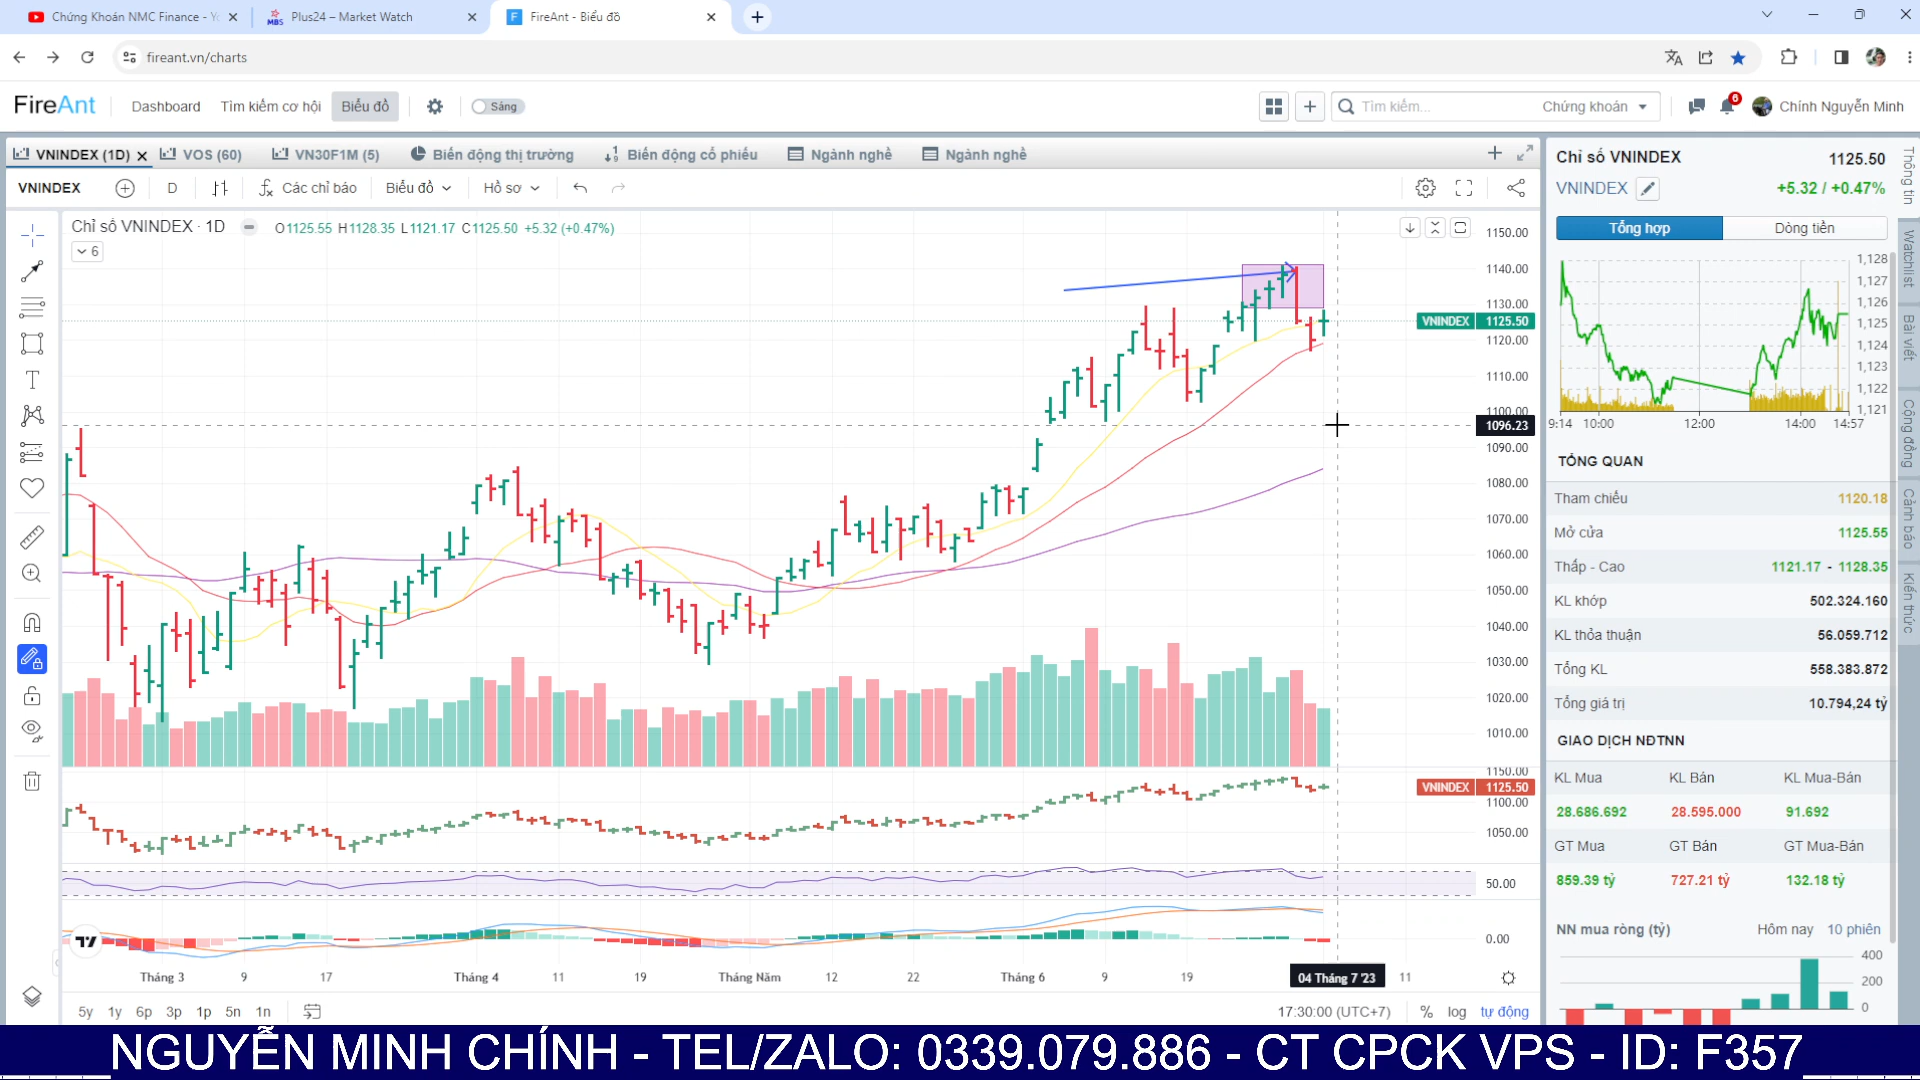 Chứng Khoán NMC Finance - Yo
Plus24 – Market Watch
FireAnt - Biểu đồ
fireant.vn/charts
FireAnt
Dashboard
Tìm kiếm cơ hội
Biểu đồ
Sáng
Tìm kiếm...
Chứng khoán
6
Chính Nguyễn Minh
VNINDEX (1D)
VOS (60)
VN30F1M (5)
Biến động thị trường
Biến động cổ phiếu
Ngành nghề
Ngành nghề
VNINDEX
D
Các chỉ báo
Biểu đồ
Hồ sơ
Chỉ số VNINDEX · 1D
O1125.55 H1128.35 L1121.17 C1125.50 +5.32 (+0.47%)
6
1150.00
1140.00
1130.00
VNINDEX 1125.50
1120.00
1110.00
1100.00
1096.23
1090.00
1080.00
1070.00
1060.00
1050.00
1040.00
1030.00
1020.00
1010.00
1150.00
VNINDEX 1125.50
1100.00
1050.00
50.00
0.00
Tháng 3 9 17 Tháng 4 11 19 Tháng Năm 12 22 Tháng 6 9 19 04 Tháng 7 '23 11
5y 1y 6p 3p 1p 5n 1n
17:30:00 (UTC+7) % log tự động
Chỉ số VNINDEX 1125.50
VNINDEX +5.32 / +0.47%
Tổng hợp Dòng tiền
1,128
1,127
1,126
1,125
1,124
1,123
1,122
1,121
9:14 10:00 12:00 14:00 14:57
TỔNG QUAN
Tham chiếu 1120.18
Mở cửa 1125.55
Thấp - Cao 1121.17 - 1128.35
KL khớp 502.324.160
KL thỏa thuận 56.059.712
Tổng KL 558.383.872
Tổng giá trị 10.794,24 tỷ
GIAO DỊCH NĐTNN
KL Mua KL Bán KL Mua-Bán
28.686.692 28.595.000 91.692
GT Mua GT Bán GT Mua-Bán
859.39 tỷ 727.21 tỷ 132.18 tỷ
NN mua ròng (tỷ) Hôm nay 10 phiên
400
200
0
Thông tin
Watchlist
Bài viết
Cộng đồng
Cảnh báo
Kiến thức
NGUYỄN MINH CHÍNH - TEL/ZALO: 0339.079.886 - CT CPCK VPS - ID: F357